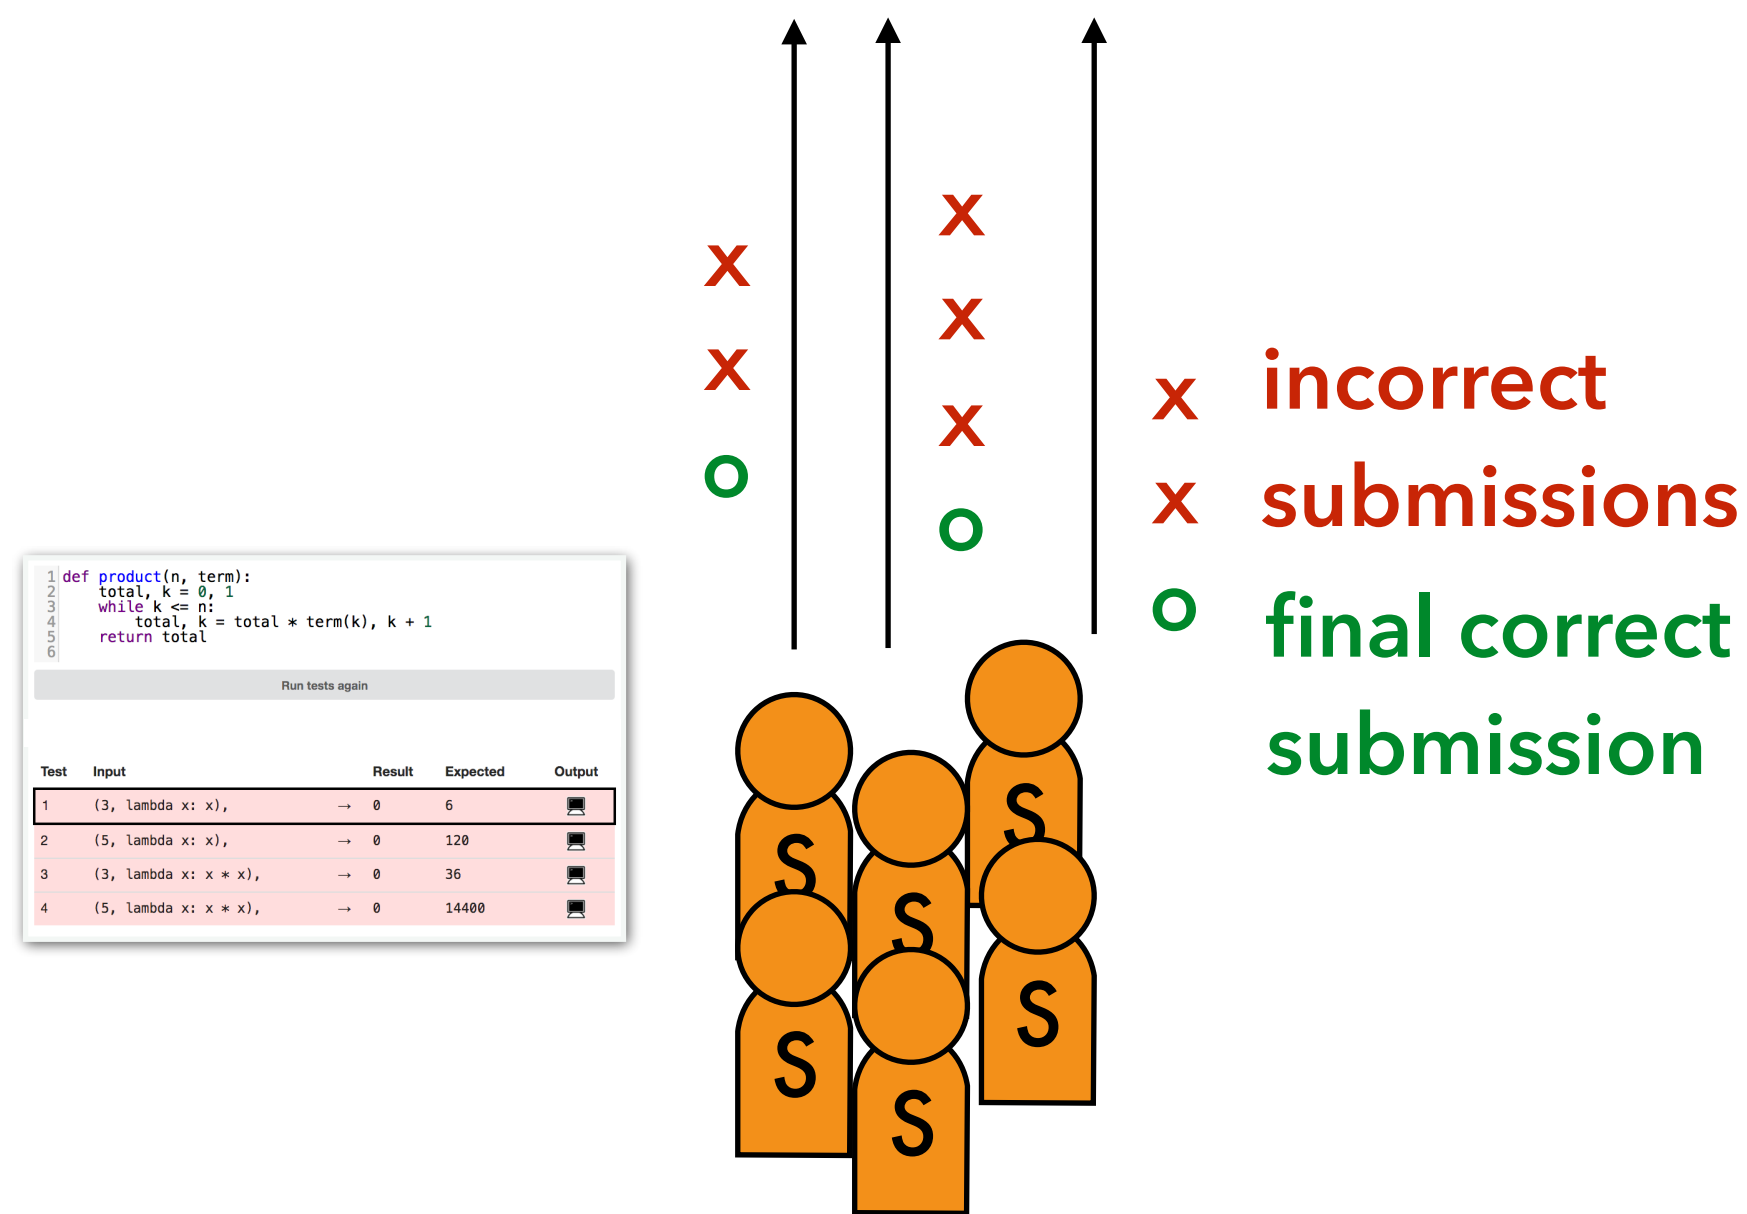 x
x
x
o
x
x
o
x incorrect
x submissions
o final correct
submission
1 def product(n, term):
2     total, k = 0, 1
3     while k <= n:
4         total, k = total * term(k), k + 1
5     return total
6
Run tests again
Test Input Result Expected Output
1 (3, lambda x: x), → 0 6
2 (5, lambda x: x), → 0 120
3 (3, lambda x: x * x), → 0 36
4 (5, lambda x: x * x), → 0 14400
S
S
S
S
S
S